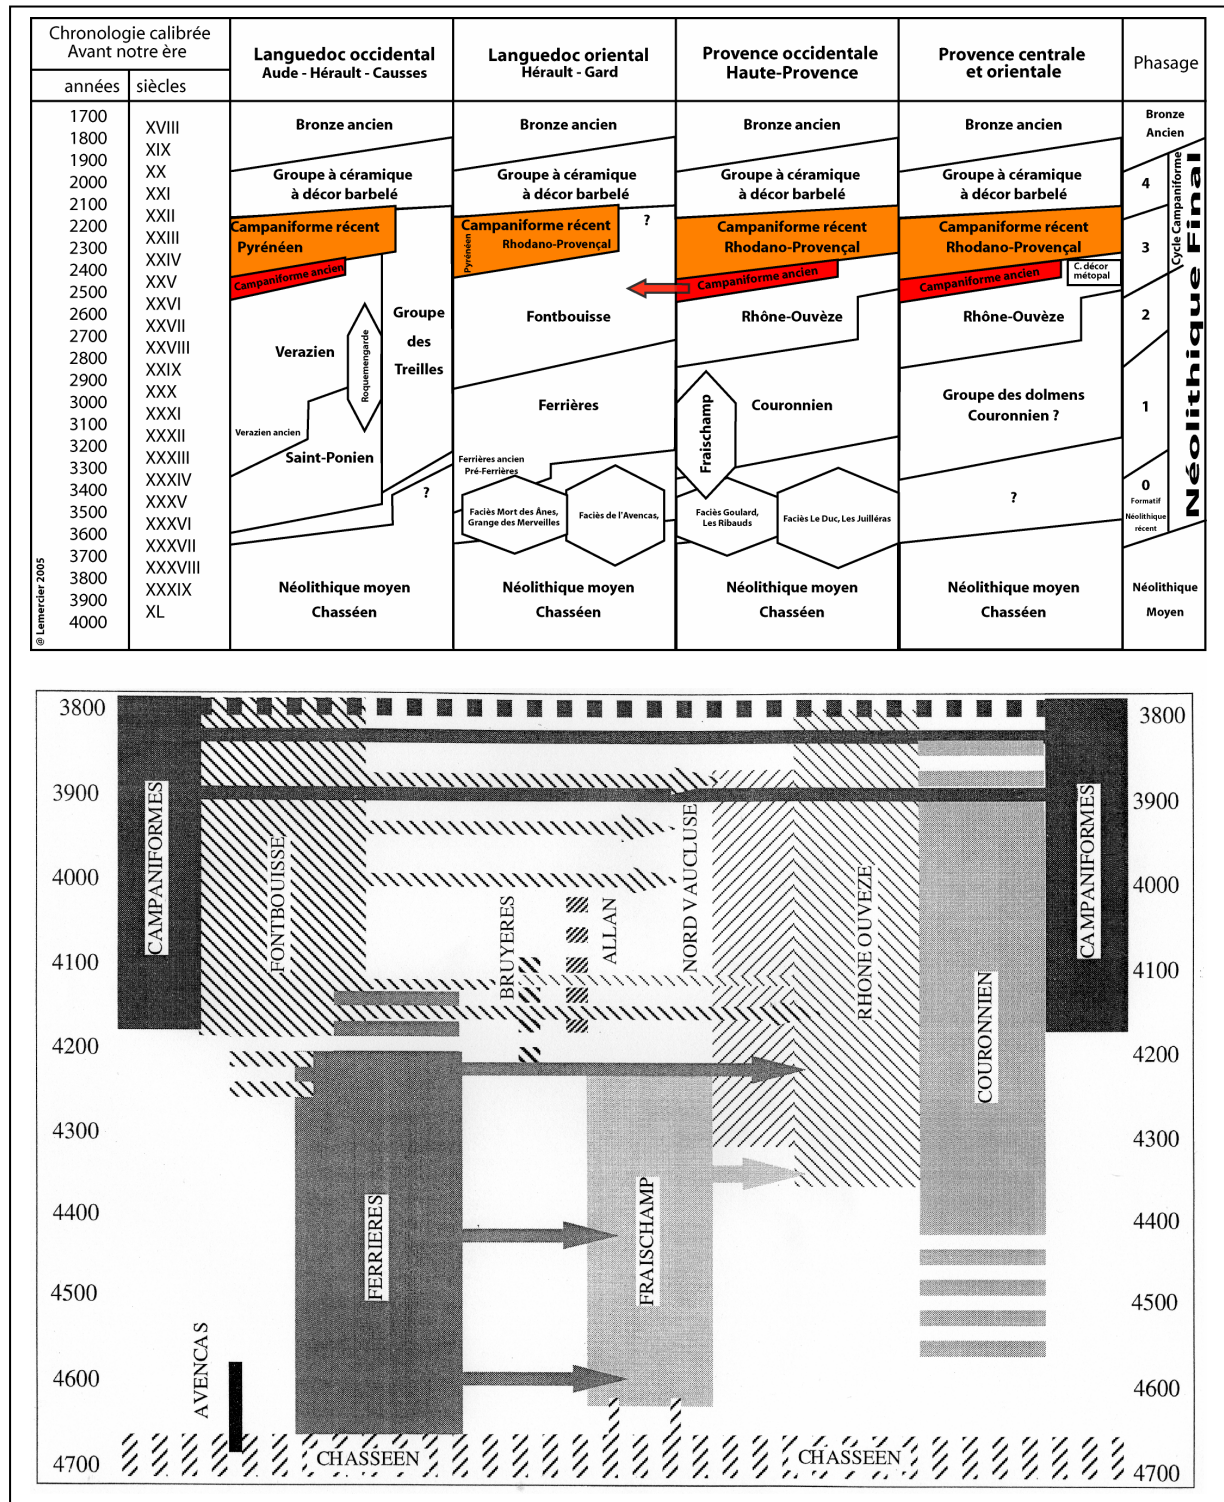 Chronologie calibrée
Avant notre ère
années
siècles
Languedoc occidental
Aude - Hérault - Causses
Languedoc oriental
Hérault - Gard
Provence occidentale
Haute-Provence
Provence centrale
et orientale
Phasage
1700
1800
1900
2000
2100
2200
2300
2400
2500
2600
2700
2800
2900
3000
3100
3200
3300
3400
3500
3600
3700
3800
3900
4000
XVIII
XIX
XX
XXI
XXII
XXIII
XXIV
XXV
XXVI
XXVII
XXVIII
XXIX
XXX
XXXI
XXXII
XXXIII
XXXIV
XXXV
XXXVI
XXXVII
XXXVIII
XXXIX
XL
@ Lemercier 2005
Bronze ancien
Groupe à céramique
à décor barbelé
Campaniforme récent
Pyrénéen
Campaniforme ancien
Groupe
des
Treilles
Verazien
Roquemengarde
Verazien ancien
Saint-Ponien
?
Néolithique moyen
Chasséen
Bronze ancien
Groupe à céramique
à décor barbelé
?
Campaniforme récent
Pyrénéen
Rhodano-Provençal
Fontbouisse
Ferrières
Ferrières ancien
Pré-Ferrières
Faciès Mort des Ânes,
Grange des Merveilles
Faciès de l'Avencas,
Néolithique moyen
Chasséen
Bronze ancien
Groupe à céramique
à décor barbelé
Campaniforme récent
Rhodano-Provençal
Campaniforme ancien
Rhône-Ouvèze
Fraischamp
Couronnien
Faciès Goulard,
Les Ribauds
Faciès Le Duc, Les Juilléras
Néolithique moyen
Chasséen
Bronze ancien
Groupe à céramique
à décor barbelé
Campaniforme récent
Rhodano-Provençal
Campaniforme ancien
C. décor
métopal
Rhône-Ouvèze
Groupe des dolmens
Couronnien ?
?
Néolithique moyen
Chasséen
Bronze
Ancien
4
3
2
1
0
Formatif
Néolithique
récent
Cycle Campaniforme
Néolithique Final
Néolithique
Moyen
3800
3900
4000
4100
4200
4300
4400
4500
4600
4700
CAMPANIFORMES
FONTBOUISSE
BRUYERES
ALLAN
NORD VAUCLUSE
RHONE OUVEZE
COURONNIEN
CAMPANIFORMES
FERRIERES
FRAISCHAMP
AVENCAS
CHASSEEN
CHASSEEN
3800
3900
4000
4100
4200
4300
4400
4500
4600
4700